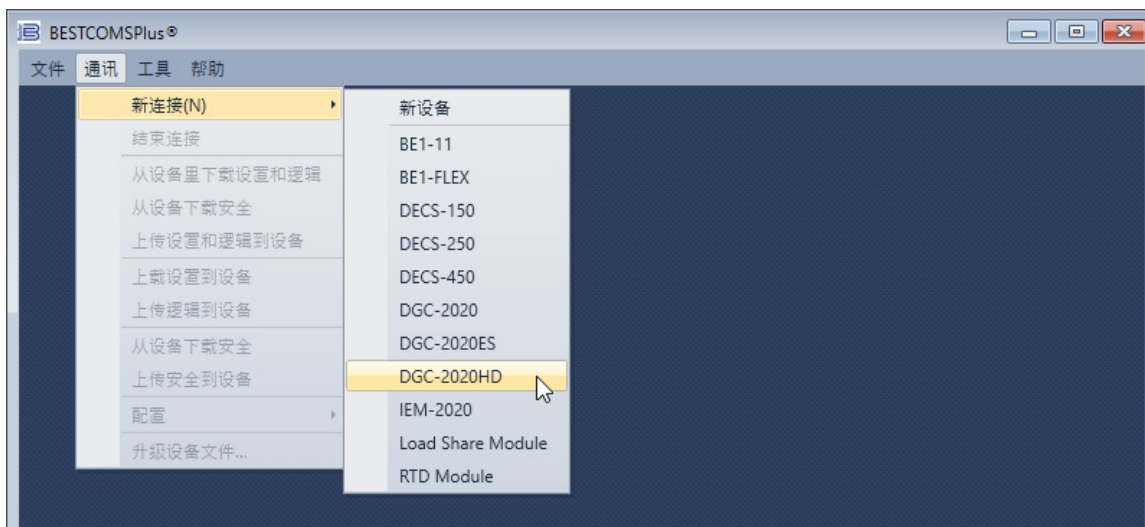 BESTCOMSPlus®
文件 通讯 工具 帮助
新连接(N)
结束连接
从设备里下载设置和逻辑
从设备下载安全
上传设置和逻辑到设备
上载设置到设备
上传逻辑到设备
从设备下载安全
上传安全到设备
配置
升级设备文件...
新设备
BE1-11
BE1-FLEX
DECS-150
DECS-250
DECS-450
DGC-2020
DGC-2020ES
DGC-2020HD
IEM-2020
Load Share Module
RTD Module